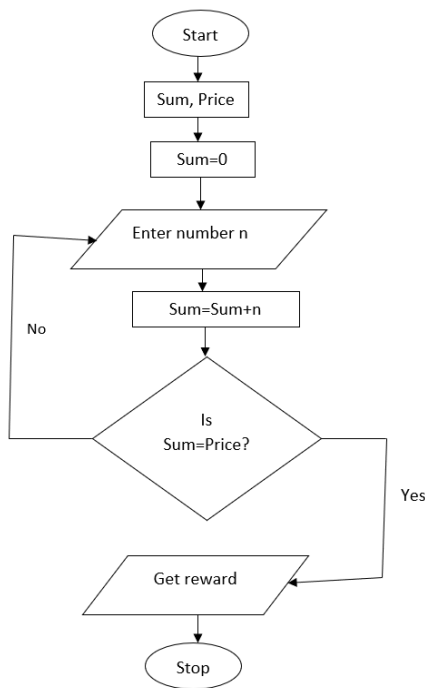 Start
Sum, Price
Sum=0
Enter number n
Sum=Sum+n
No
Is
Sum=Price?
Yes
Get reward
Stop